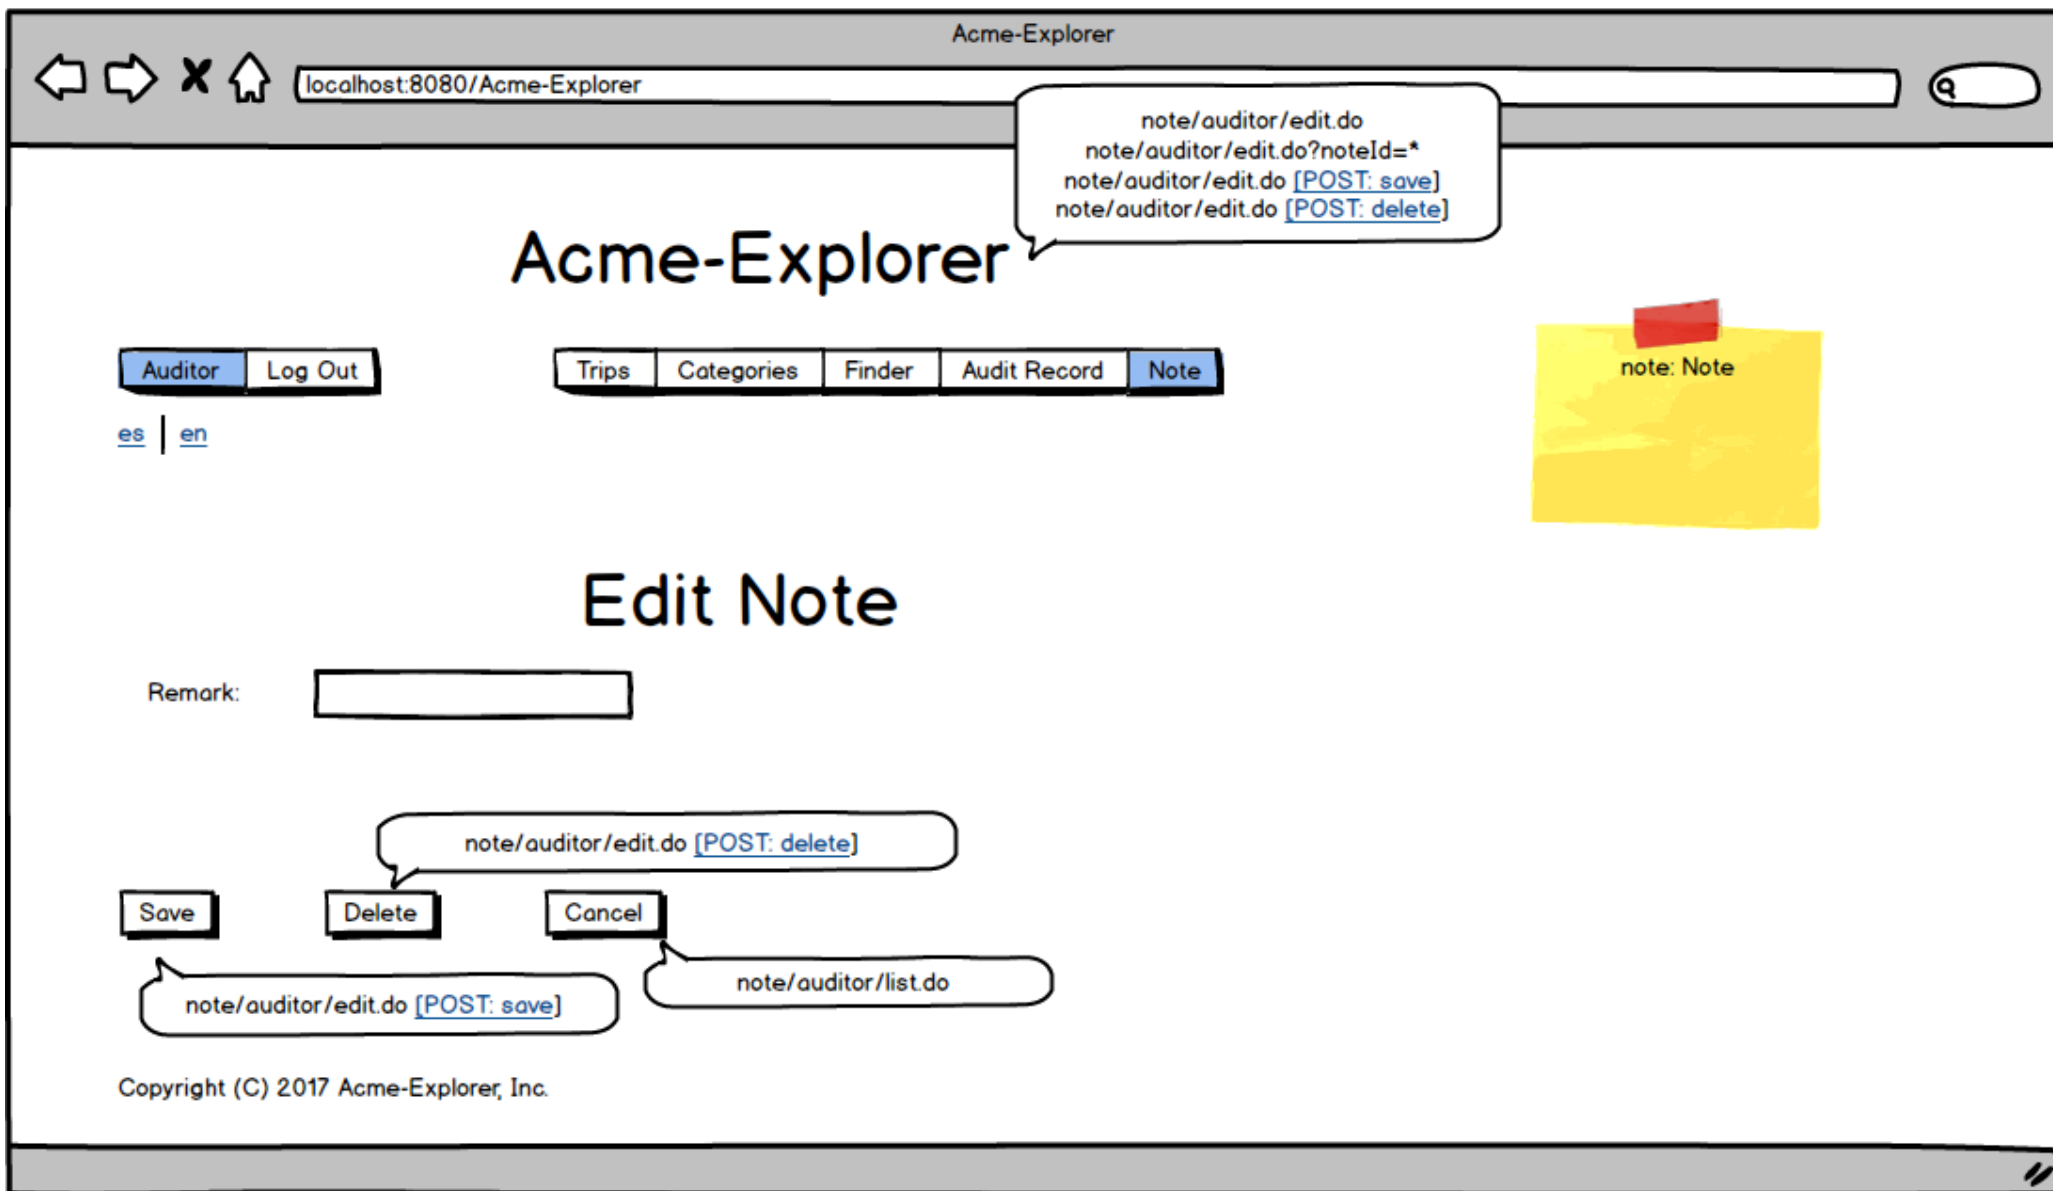 Acme-Explorer
localhost:8080/Acme-Explorer
note/auditor/edit.do
note/auditor/edit.do?noteId=*
note/auditor/edit.do [POST: save]
note/auditor/edit.do [POST: delete]
Acme-Explorer
Auditor Log Out Trips Categories Finder Audit Record Note
note: Note
es | en
Edit Note
Remark:
note/auditor/edit.do [POST: delete]
Save Delete Cancel
note/auditor/list.do
note/auditor/edit.do [POST: save]
Copyright (C) 2017 Acme-Explorer, Inc.